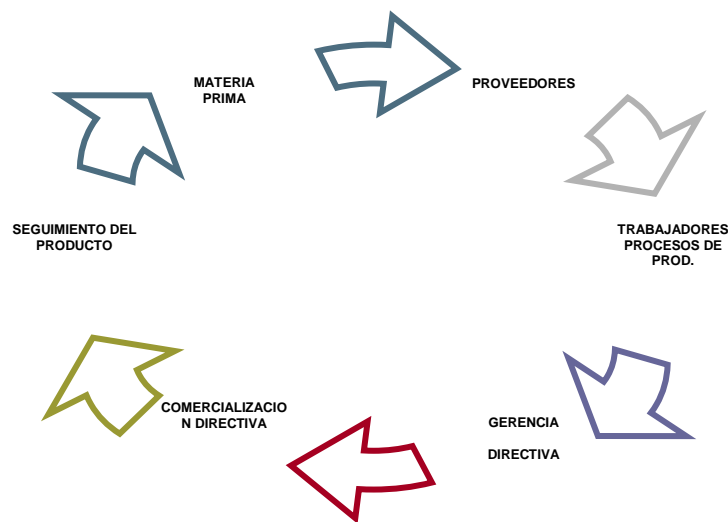 MATERIA
PRIMA
PROVEEDORES
SEGUIMIENTO DEL
PRODUCTO
TRABAJADORES
PROCESOS DE
PROD.
COMERCIALIZACIO
N DIRECTIVA
GERENCIA
DIRECTIVA